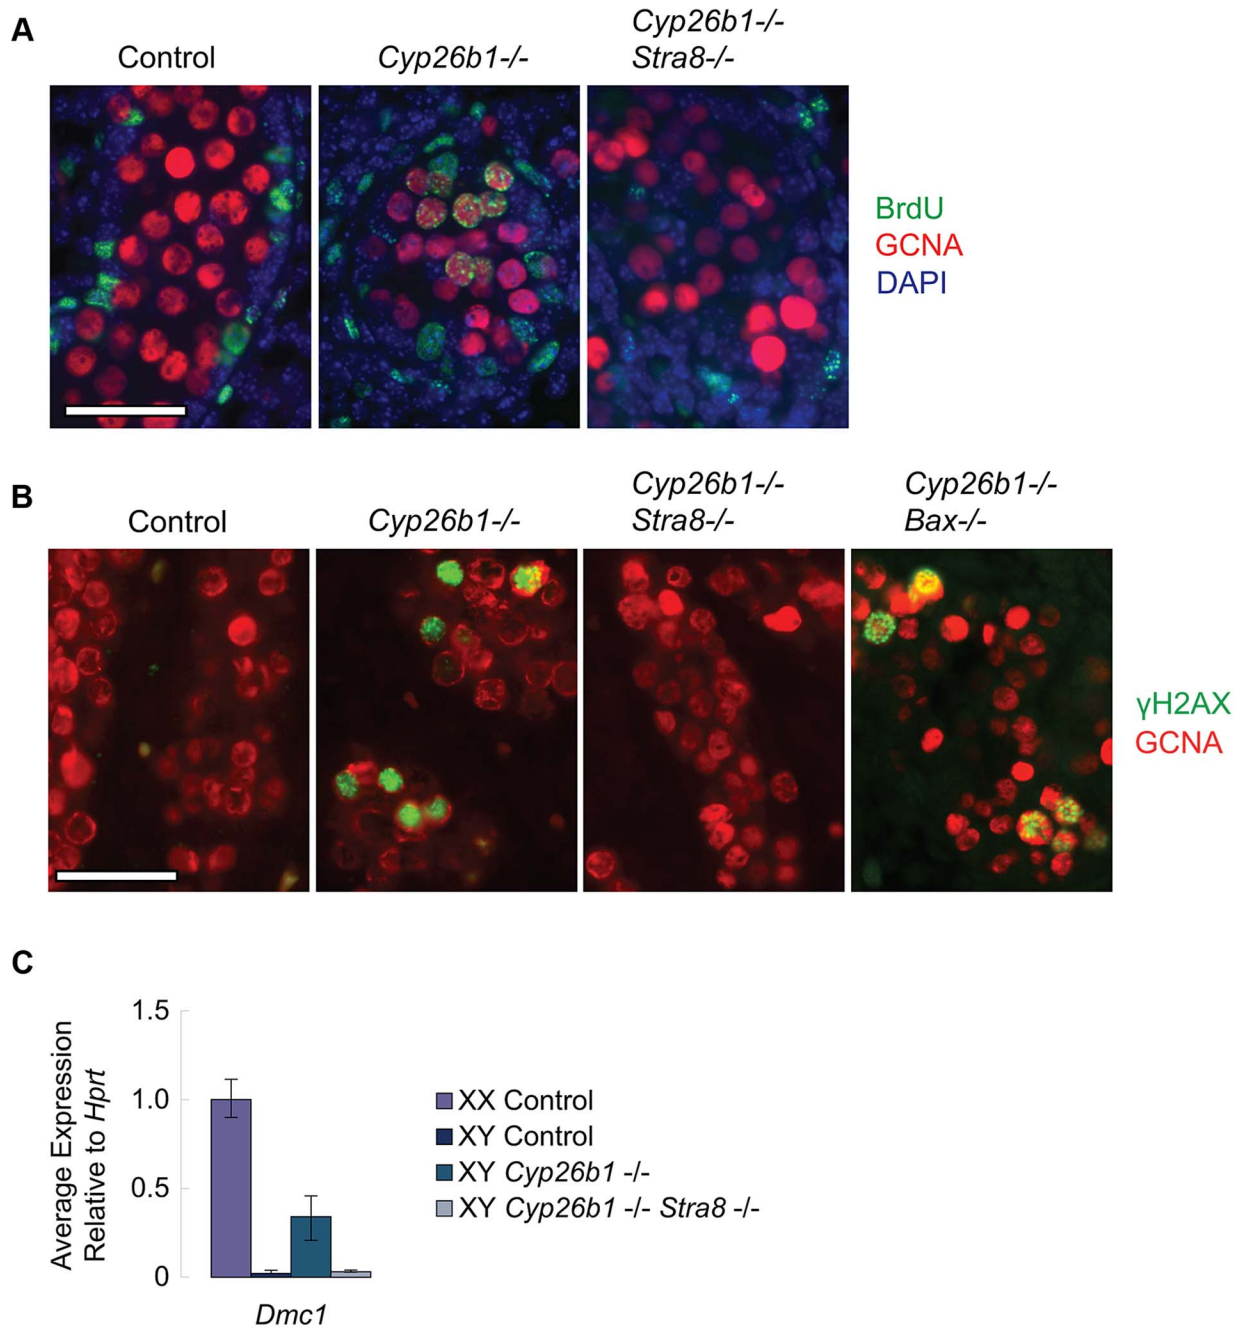 A
Control
Cyp26b1-/-
Cyp26b1-/-
Stra8-/-
BrdU
GCNA
DAPI
B
Control
Cyp26b1-/-
Cyp26b1-/-
Stra8-/-
Cyp26b1-/-
Bax-/-
γH2AX
GCNA
C
Average Expression
Relative to Hprt
1.5
1.0
0.5
0
Dmc1
XX Control
XY Control
XY Cyp26b1 -/-
XY Cyp26b1 -/- Stra8 -/-